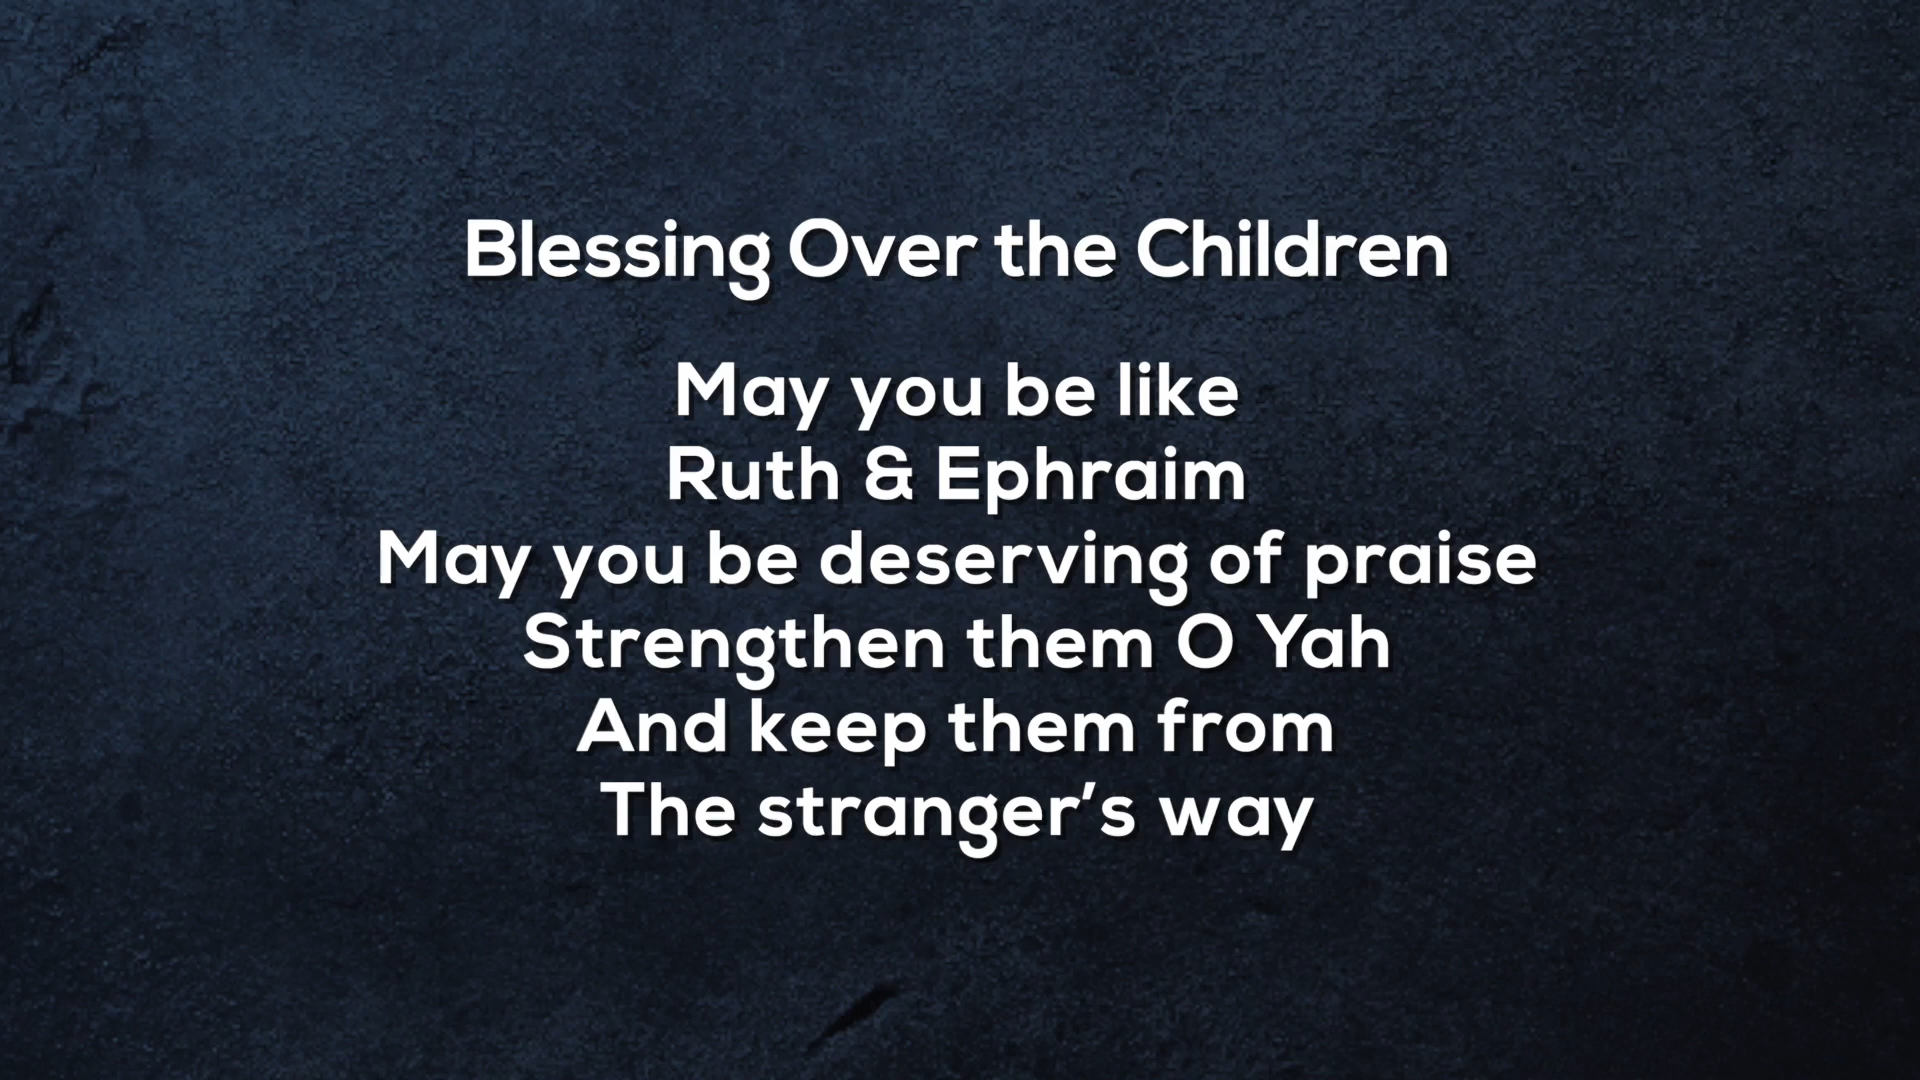 Blessing Over the Children
May you be like
Ruth & Ephraim
May you be deserving of praise
Strengthen them O Yah
And keep them from
The stranger’s way